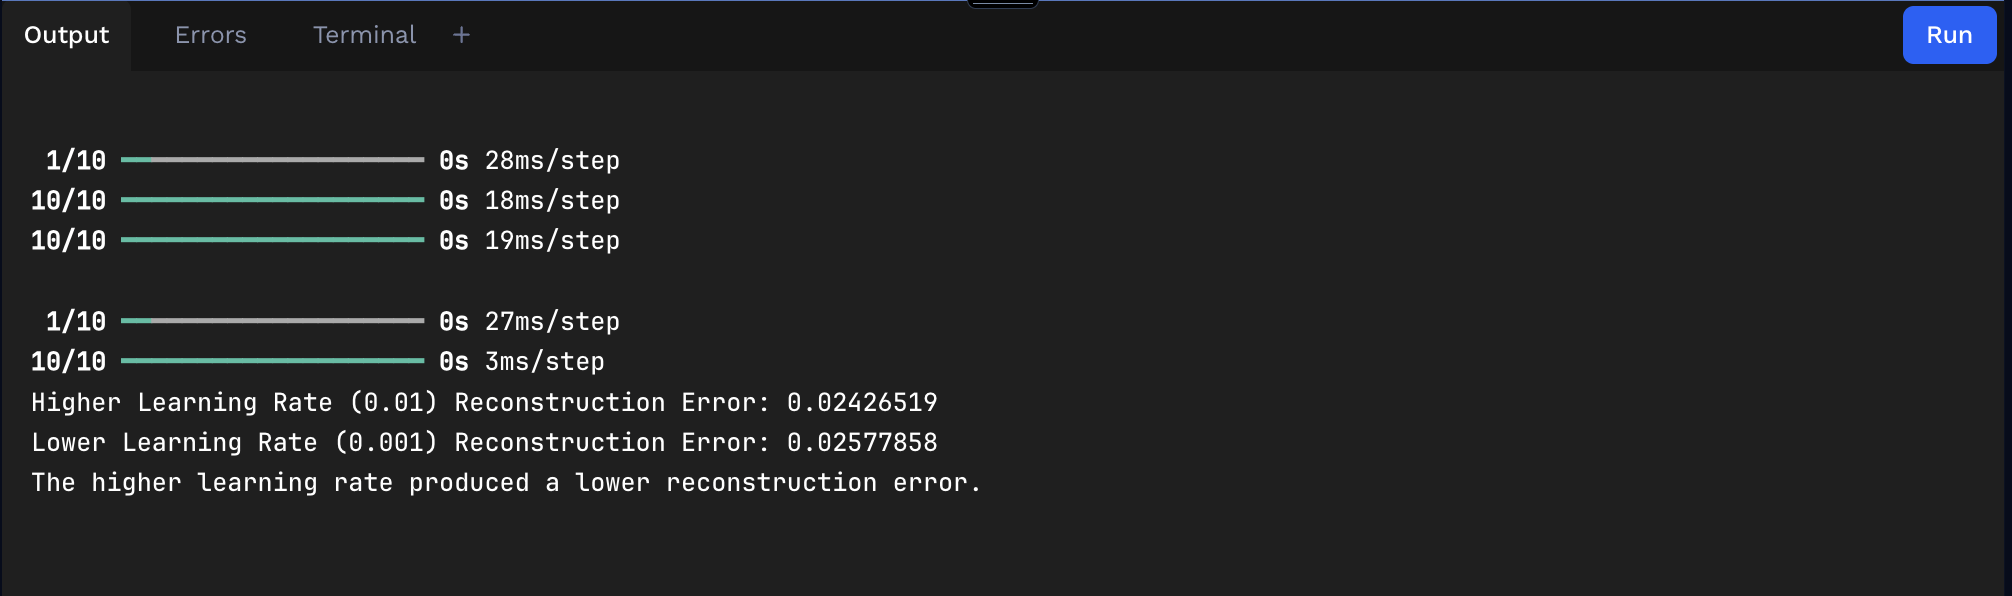 Output Errors Terminal + Run
1/10 0s 28ms/step
10/10 0s 18ms/step
10/10 0s 19ms/step
1/10 0s 27ms/step
10/10 0s 3ms/step
Higher Learning Rate (0.01) Reconstruction Error: 0.02426519
Lower Learning Rate (0.001) Reconstruction Error: 0.02577858
The higher learning rate produced a lower reconstruction error.